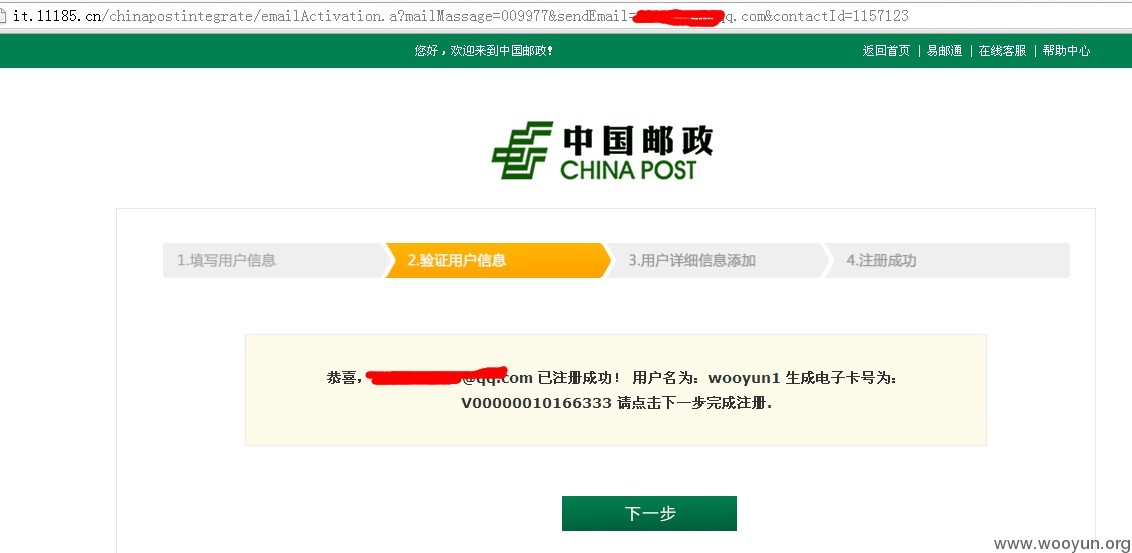 it.11185.cn/chinapostintegrate/emailActivation.a?mailMassage=009977&sendEmail=qq.com&contactId=1157123
您好，欢迎来到中国邮政! 返回首页 | 易邮通 | 在线客服 | 帮助中心
中国邮政
CHINA POST
1.填写用户信息 2.验证用户信息 3.用户详细信息添加 4.注册成功
恭喜，@qq.com 已注册成功！ 用户名为：wooyun1 生成电子卡号为：
V00000010166333 请点击下一步完成注册.
下一步
www.wooyun.org